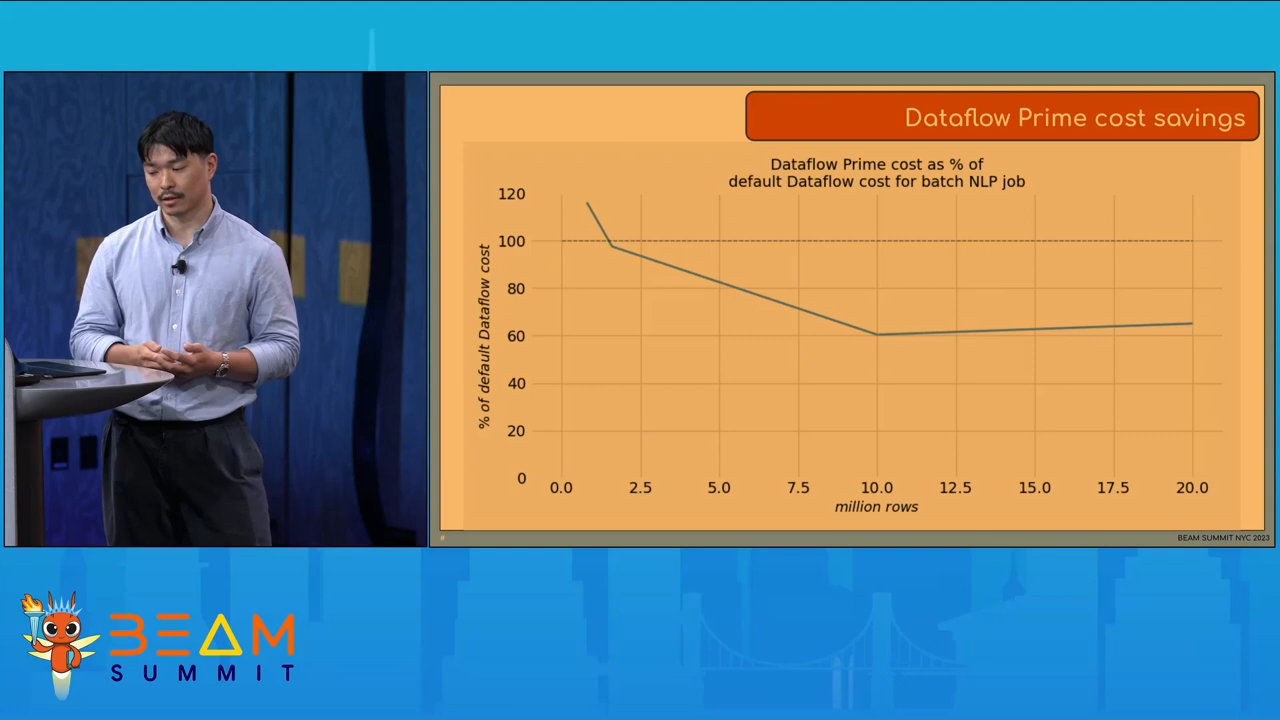 Dataflow Prime cost savings
Dataflow Prime cost as % of
default Dataflow cost for batch NLP job
% of default Dataflow cost
120
100
80
60
40
20
0
0.0 2.5 5.0 7.5 10.0 12.5 15.0 17.5 20.0
million rows
#
BEAM SUMMIT NYC 2023
BEAM
SUMMIT